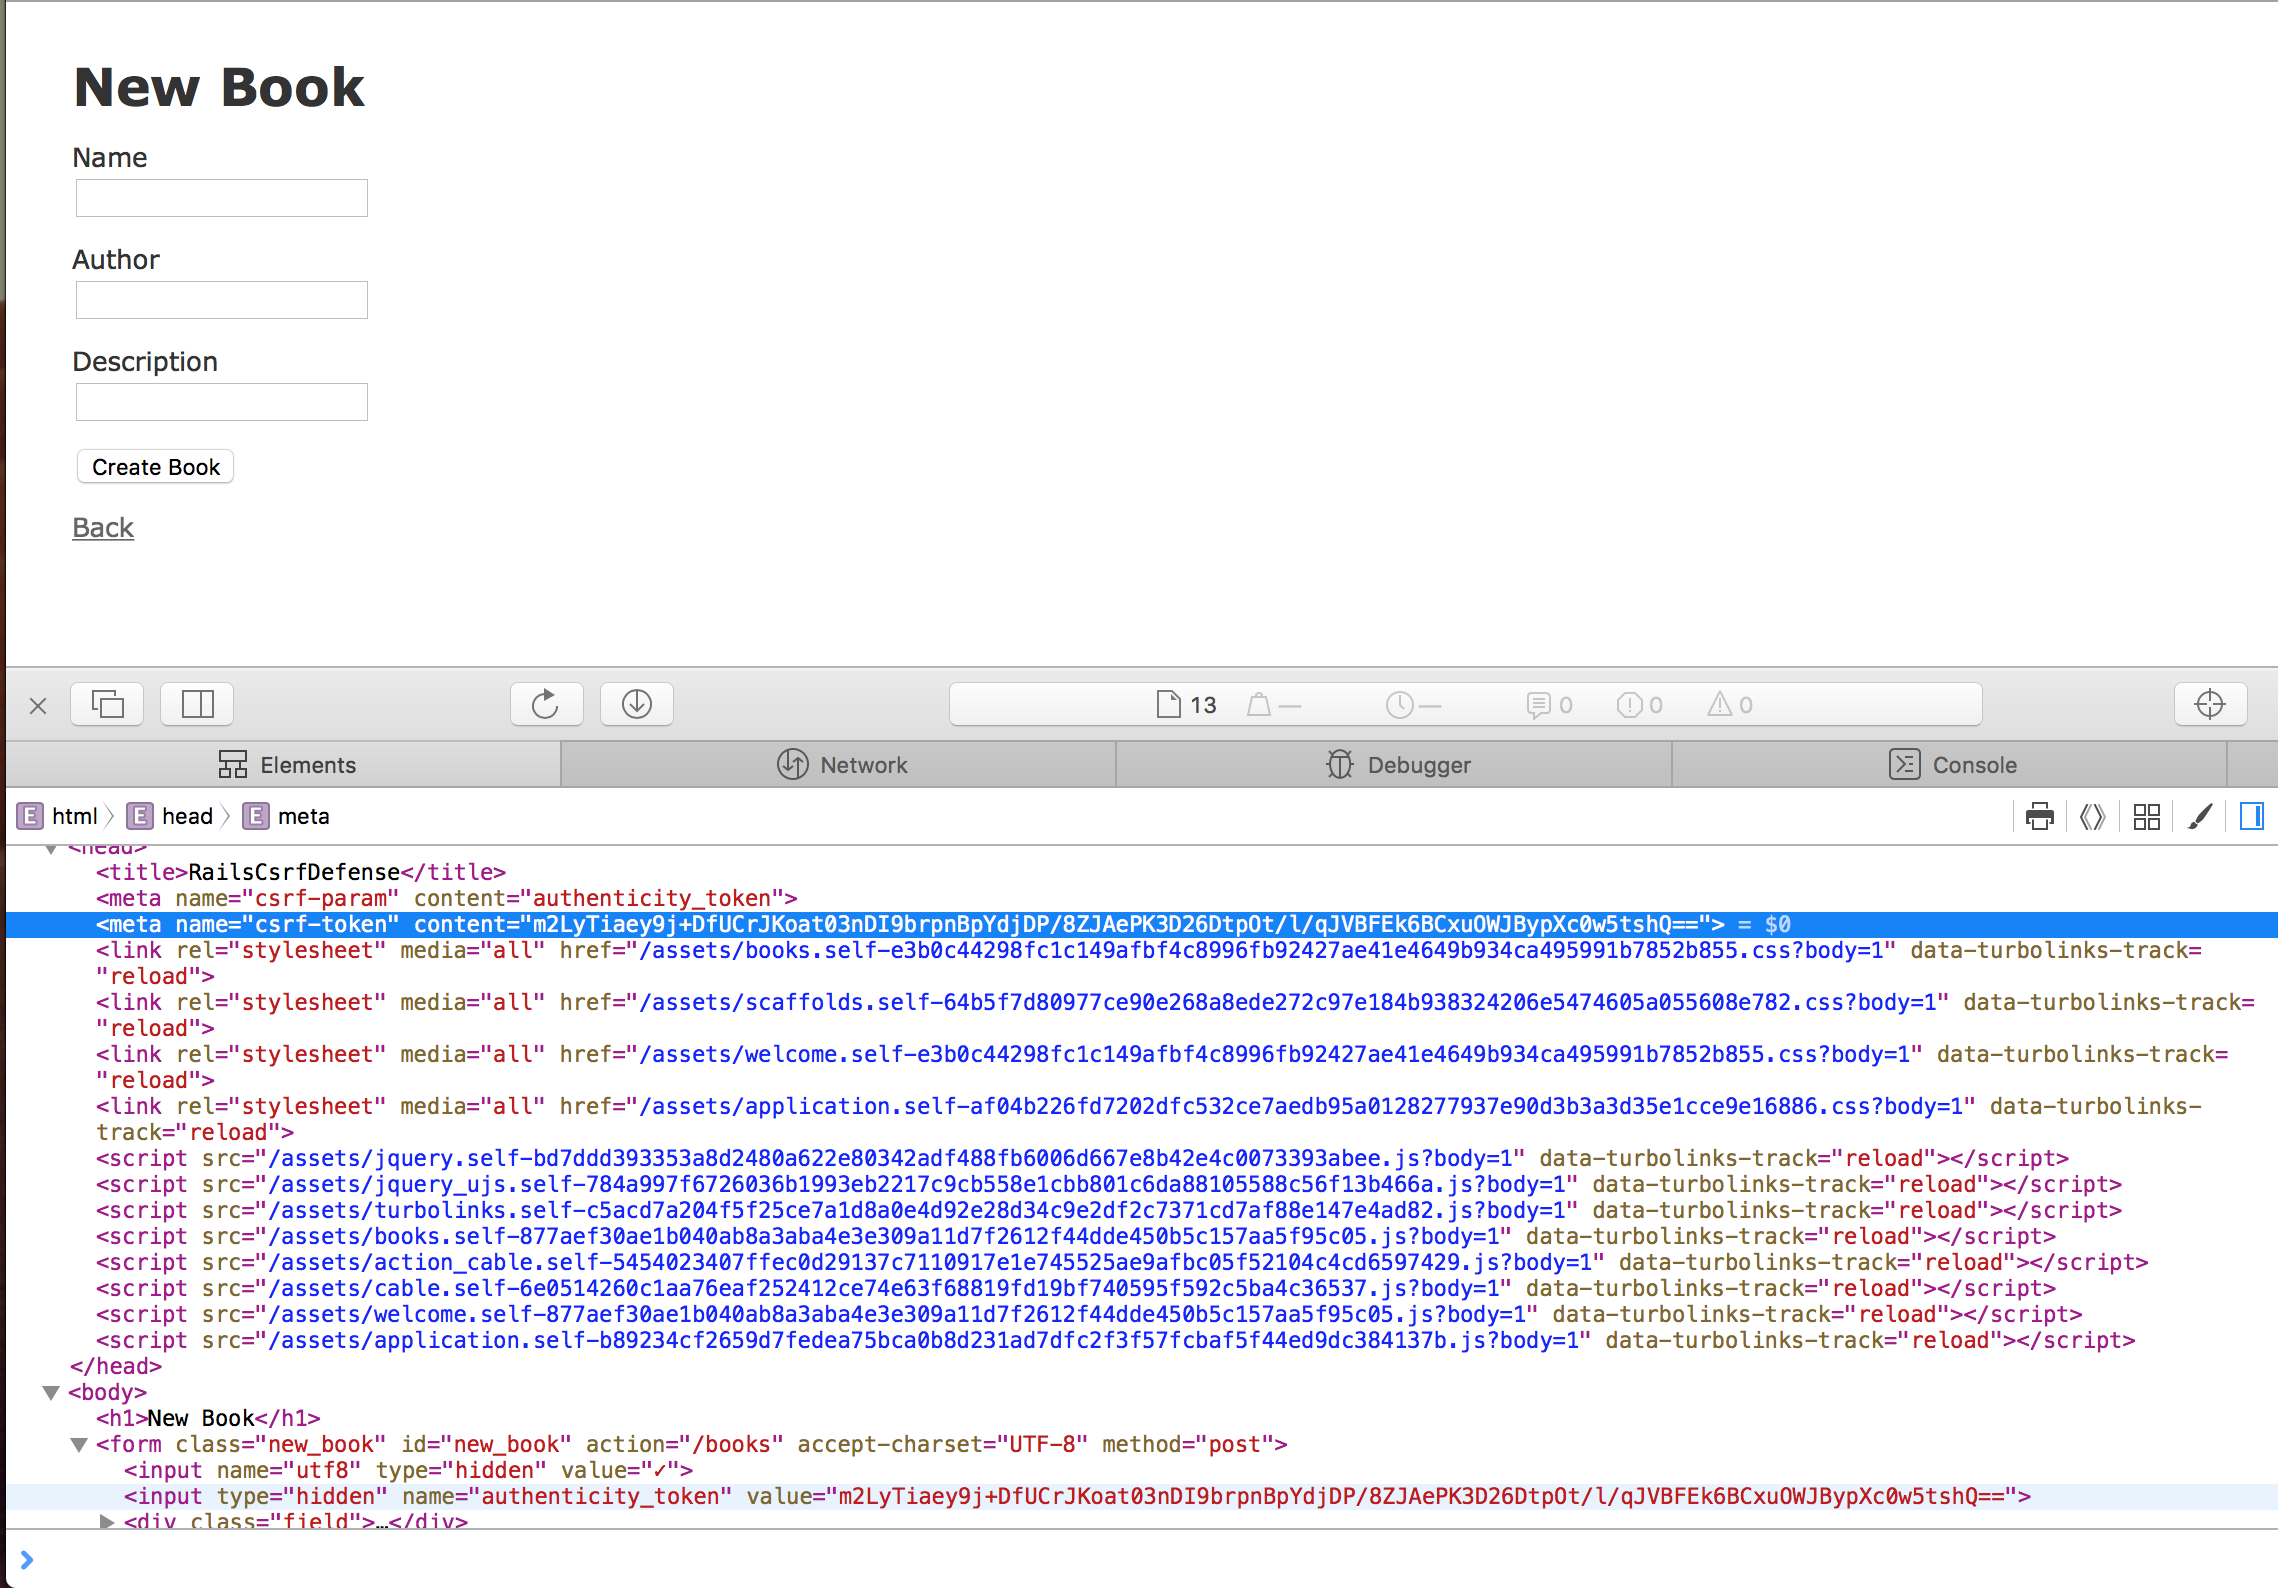 New Book
Name
Author
Description
Create Book
Back
13 — — 0 0 0
Elements Network Debugger Console
E html E head E meta
<head>
<title>RailsCsrfDefense</title>
<meta name="csrf-param" content="authenticity_token">
<meta name="csrf-token" content="m2LyTiaey9j+DfUCrJKoat03nDI9brpnBpYdjDP/8ZJAePK3D26DtpOt/l/qJVBFEk6BCxuOWJBypXc0w5tshQ=="> = $0
<link rel="stylesheet" media="all" href="/assets/books.self-e3b0c44298fc1c149afbf4c8996fb92427ae41e4649b934ca495991b7852b855.css?body=1" data-turbolinks-track=
"reload">
<link rel="stylesheet" media="all" href="/assets/scaffolds.self-64b5f7d80977ce90e268a8ede272c97e184b938324206e5474605a055608e782.css?body=1" data-turbolinks-track=
"reload">
<link rel="stylesheet" media="all" href="/assets/welcome.self-e3b0c44298fc1c149afbf4c8996fb92427ae41e4649b934ca495991b7852b855.css?body=1" data-turbolinks-track=
"reload">
<link rel="stylesheet" media="all" href="/assets/application.self-af04b226fd7202dfc532ce7aedb95a0128277937e90d3b3a3d35e1cce9e16886.css?body=1" data-turbolinks-
track="reload">
<script src="/assets/jquery.self-bd7ddd393353a8d2480a622e80342adf488fb6006d667e8b42e4c0073393abee.js?body=1" data-turbolinks-track="reload"></script>
<script src="/assets/jquery_ujs.self-784a997f6726036b1993eb2217c9cb558e1cbb801c6da88105588c56f13b466a.js?body=1" data-turbolinks-track="reload"></script>
<script src="/assets/turbolinks.self-c5acd7a204f5f25ce7a1d8a0e4d92e28d34c9e2df2c7371cd7af88e147e4ad82.js?body=1" data-turbolinks-track="reload"></script>
<script src="/assets/books.self-877aef30ae1b040ab8a3aba4e3e309a11d7f2612f44dde450b5c157aa5f95c05.js?body=1" data-turbolinks-track="reload"></script>
<script src="/assets/action_cable.self-5454023407ffec0d29137c7110917e1e745525ae9afbc05f52104c4cd6597429.js?body=1" data-turbolinks-track="reload"></script>
<script src="/assets/cable.self-6e0514260c1aa76eaf252412ce74e63f68819fd19bf740595f592c5ba4c36537.js?body=1" data-turbolinks-track="reload"></script>
<script src="/assets/welcome.self-877aef30ae1b040ab8a3aba4e3e309a11d7f2612f44dde450b5c157aa5f95c05.js?body=1" data-turbolinks-track="reload"></script>
<script src="/assets/application.self-b89234cf2659d7fedea75bca0b8d231ad7dfc2f3f57fcbaf5f44ed9dc384137b.js?body=1" data-turbolinks-track="reload"></script>
</head>
<body>
<h1>New Book</h1>
<form class="new_book" id="new_book" action="/books" accept-charset="UTF-8" method="post">
<input name="utf8" type="hidden" value="✓">
<input type="hidden" name="authenticity_token" value="m2LyTiaey9j+DfUCrJKoat03nDI9brpnBpYdjDP/8ZJAePK3D26DtpOt/l/qJVBFEk6BCxuOWJBypXc0w5tshQ==">
<div class="field">…</div>